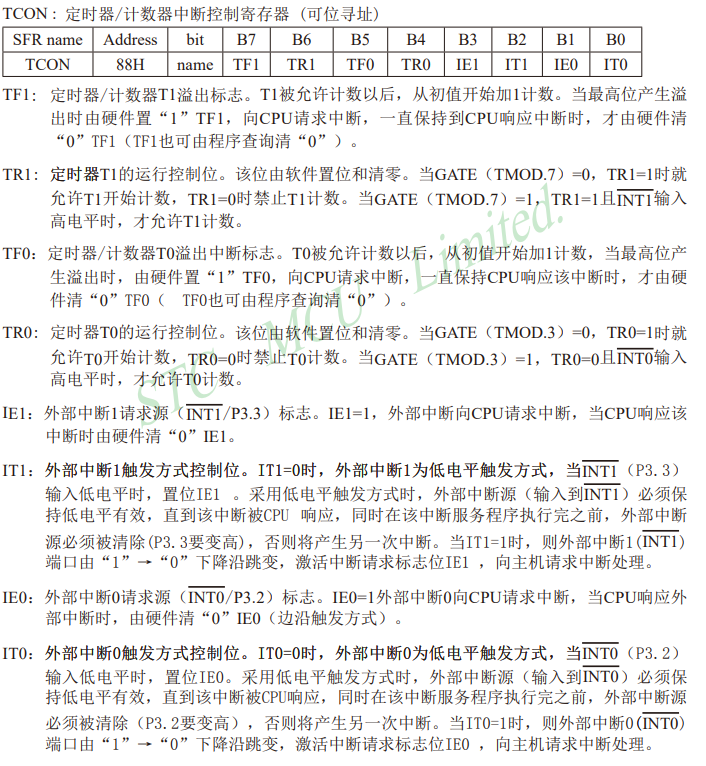 TCON : 定时器/计数器中断控制寄存器 (可位寻址)
SFR name Address bit B7 B6 B5 B4 B3 B2 B1 B0
TCON 88H name TF1 TR1 TF0 TR0 IE1 IT1 IE0 IT0
TF1: 定时器/计数器T1溢出标志。T1被允许计数以后，从初值开始加1计数。当最高位产生溢
出时由硬件置“1”TF1，向CPU请求中断，一直保持到CPU响应中断时，才由硬件清
“0”TF1（TF1也可由程序查询清“0”）。
TR1: 定时器T1的运行控制位。该位由软件置位和清零。当GATE（TMOD.7）=0，TR1=1时就
允许T1开始计数，TR1=0时禁止T1计数。当GATE（TMOD.7）=1，TR1=1且INT1输入
高电平时，才允许T1计数。
TF0: 定时器/计数器T0溢出中断标志。T0被允许计数以后，从初值开始加1计数，当最高位产
生溢出时，由硬件置“1”TF0，向CPU请求中断，一直保持CPU响应该中断时，才由硬
件清“0”TF0（ TF0也可由程序查询清“0”）。
TR0: 定时器T0的运行控制位。该位由软件置位和清零。当GATE（TMOD.3）=0，TR0=1时就
允许T0开始计数，TR0=0时禁止T0计数。当GATE（TMOD.3）=1，TR0=0且INT0输入
高电平时，才允许T0计数。
IE1: 外部中断1请求源（INT1/P3.3）标志。IE1=1，外部中断向CPU请求中断，当CPU响应该
中断时由硬件清“0”IE1。
IT1: 外部中断1触发方式控制位。IT1=0时，外部中断1为低电平触发方式，当INT1（P3.3）
输入低电平时，置位IE1 。采用低电平触发方式时，外部中断源（输入到INT1）必须保
持低电平有效，直到该中断被CPU 响应，同时在该中断服务程序执行完之前，外部中断
源必须被清除(P3.3要变高)，否则将产生另一次中断。当IT1=1时，则外部中断1(INT1)
端口由“1”→“0”下降沿跳变，激活中断请求标志位IE1 ，向主机请求中断处理。
IE0: 外部中断0请求源（INT0/P3.2）标志。IE0=1外部中断0向CPU请求中断，当CPU响应外
部中断时，由硬件清“0”IE0（边沿触发方式）。
IT0: 外部中断0触发方式控制位。IT0=0时，外部中断0为低电平触发方式，当INT0（P3.2）
输入低电平时，置位IE0。采用低电平触发方式时，外部中断源（输入到INT0）必须保
持低电平有效，直到该中断被CPU响应，同时在该中断服务程序执行完之前，外部中断源
必须被清除（P3.2要变高），否则将产生另一次中断。当IT0=1时，则外部中断0(INT0)
端口由“1”→“0”下降沿跳变，激活中断请求标志位IE0 ，向主机请求中断处理。
STC MCU Limited.